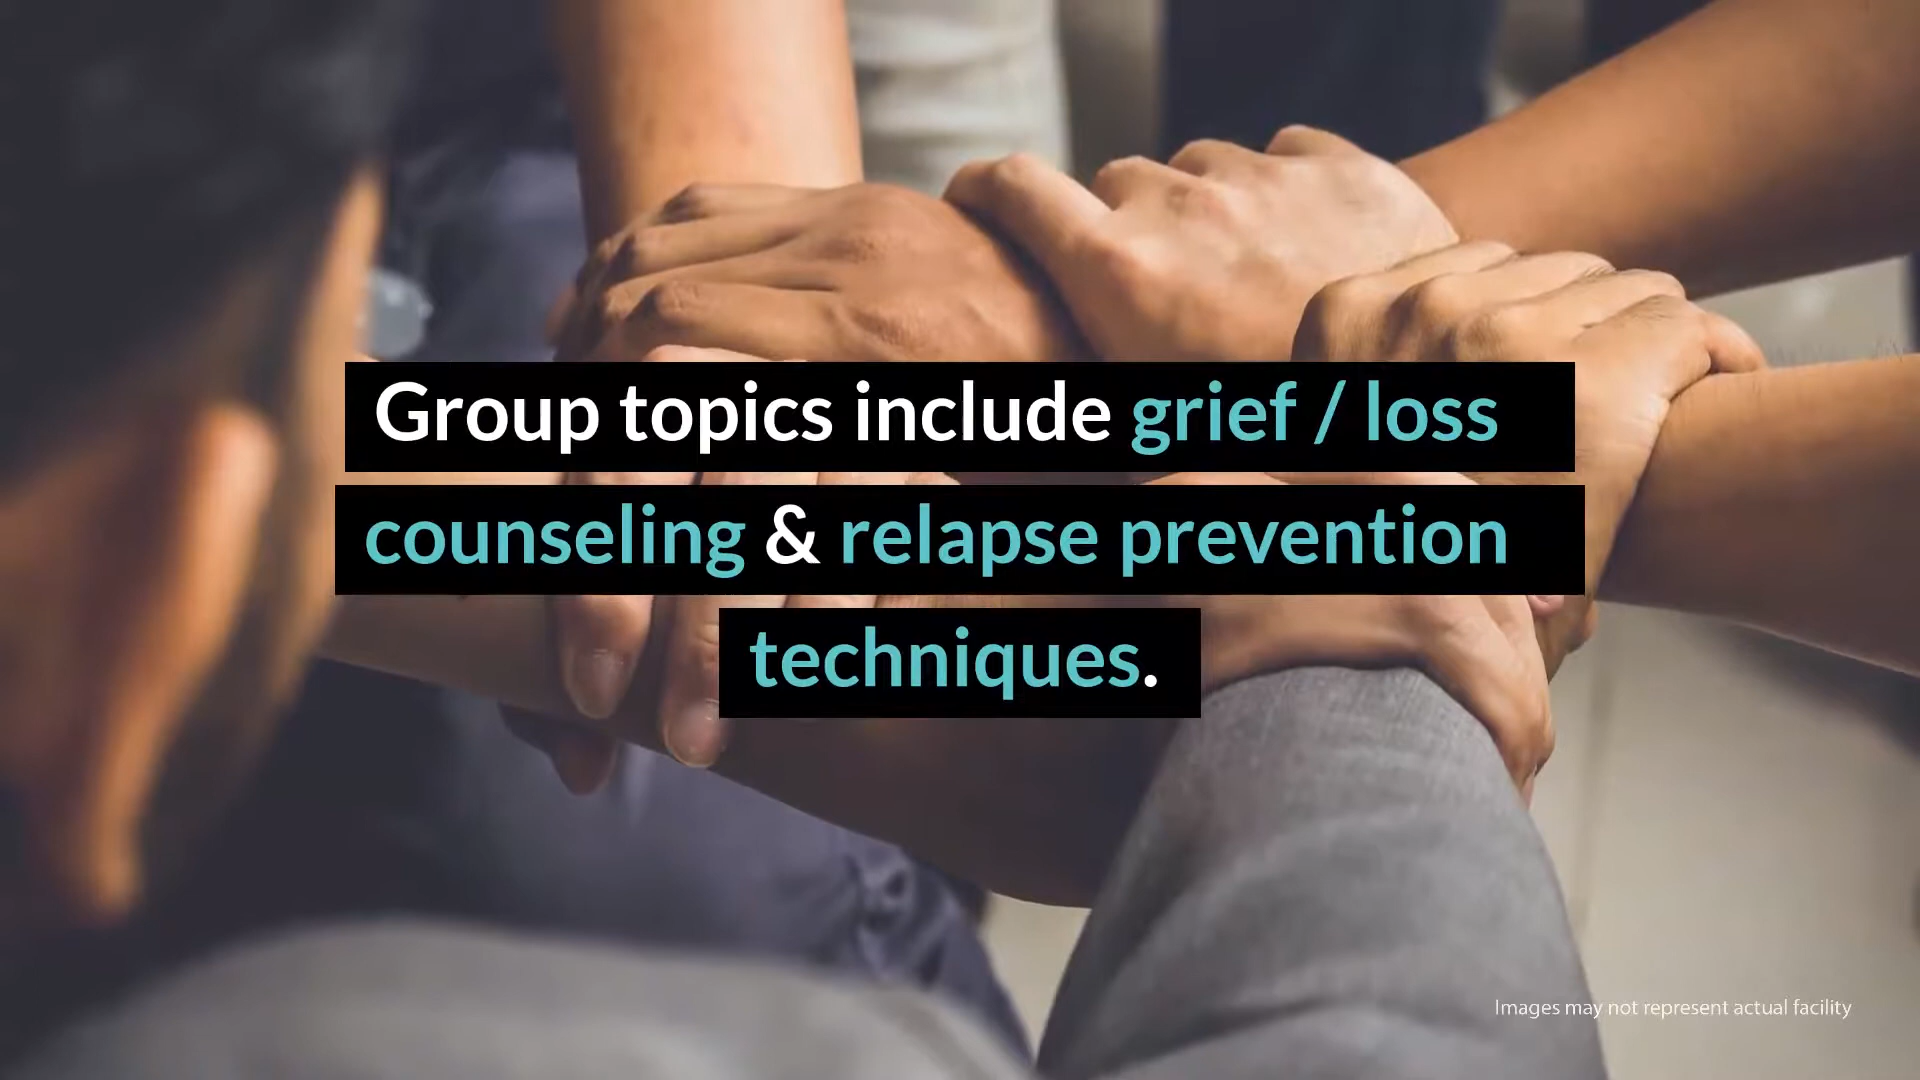 Group topics include grief / loss
counseling & relapse prevention
techniques.
Images may not represent actual facility